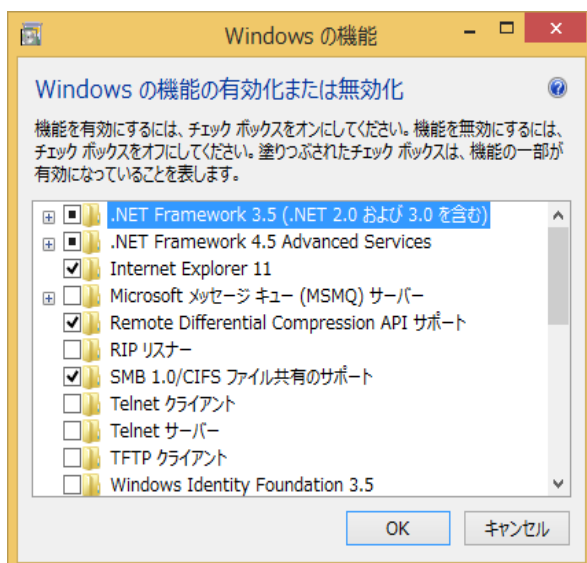 Windows の機能
Windows の機能の有効化または無効化
機能を有効にするには、チェック ボックスをオンにしてください。機能を無効にするには、
チェック ボックスをオフにしてください。塗りつぶされたチェック ボックスは、機能の一部が
有効になっていることを表します。
.NET Framework 3.5 (.NET 2.0 および 3.0 を含む)
.NET Framework 4.5 Advanced Services
Internet Explorer 11
Microsoft メッセージ キュー (MSMQ) サーバー
Remote Differential Compression API サポート
RIP リスナー
SMB 1.0/CIFS ファイル共有のサポート
Telnet クライアント
Telnet サーバー
TFTP クライアント
Windows Identity Foundation 3.5
OK キャンセル